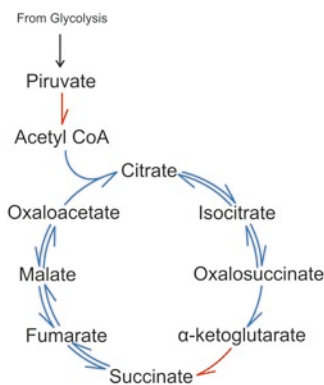 From Glycolysis
Piruvate
Acetyl CoA
Citrate
Isocitrate
Oxalosuccinate
α-ketoglutarate
Succinate
Fumarate
Malate
Oxaloacetate